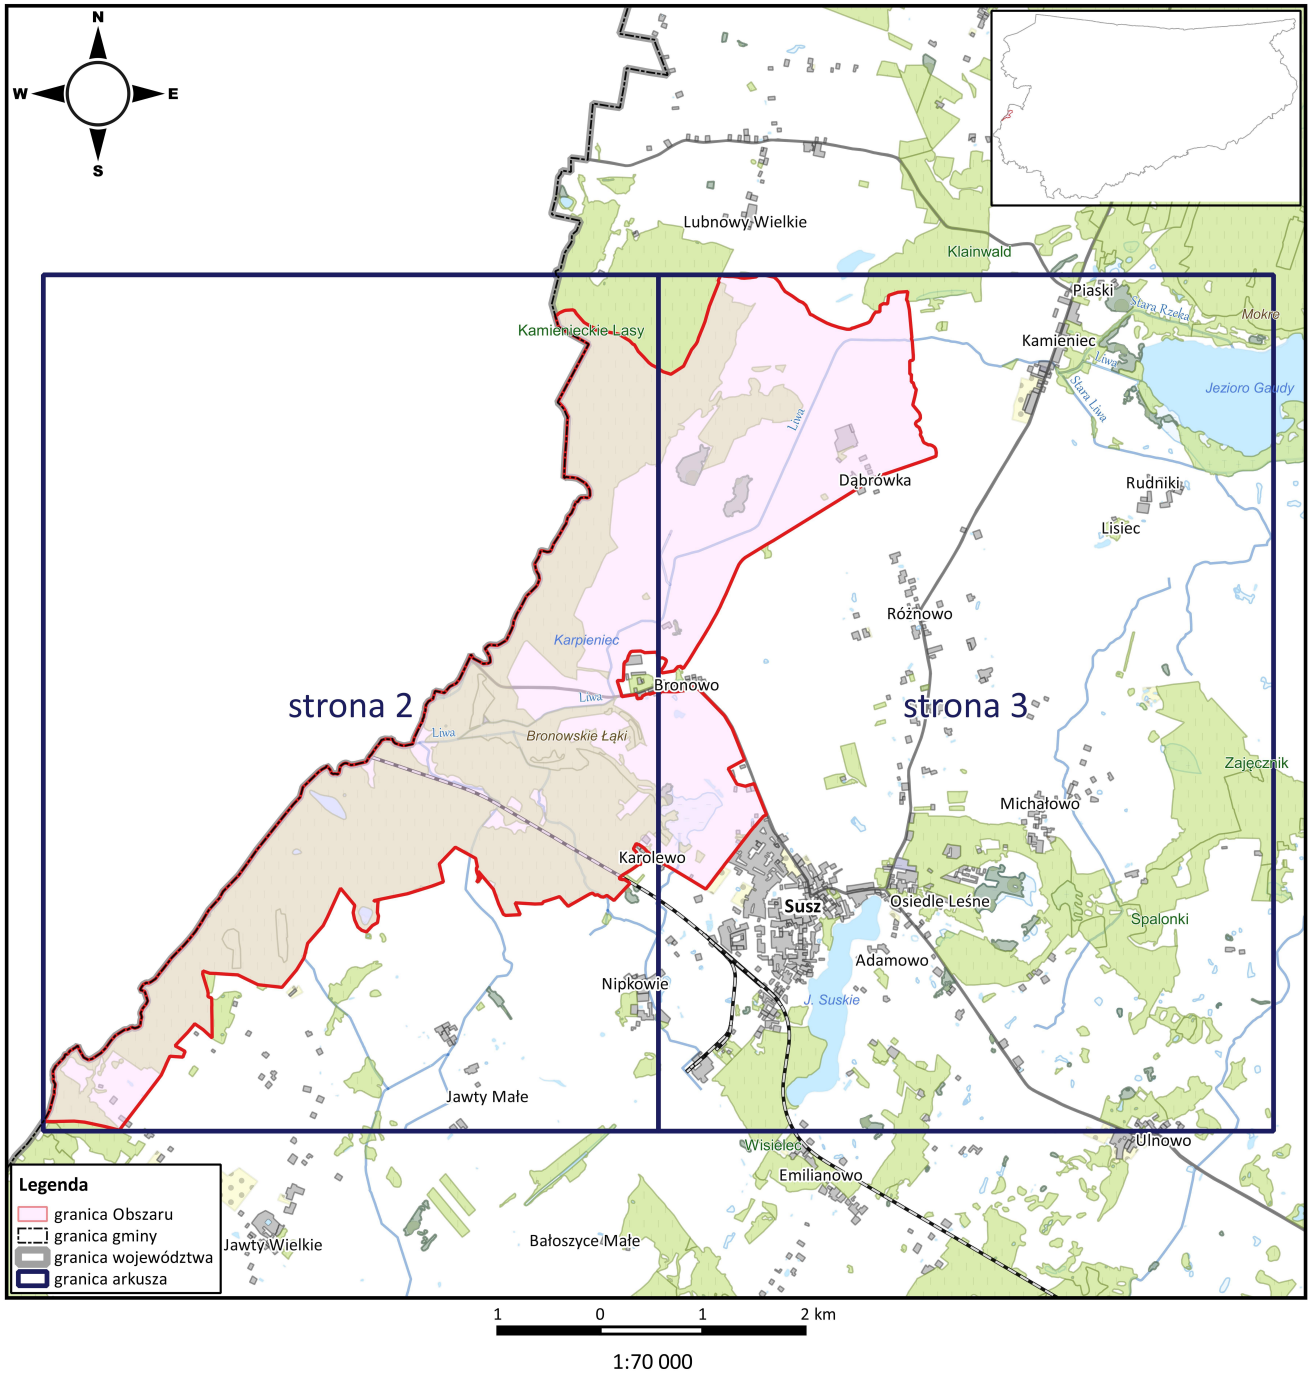 N
W
E
S
Lubnowy Wielkie
Klainwald
Piaski
Stara Rzeka
Mokre
Kamienieckie Lasy
Kamieniec
Liwa
Jezioro Gaudy
Stara Liwa
Liwa
Dąbrówka
Rudniki
Lisiec
Różnowo
Karpieniec
Bronowo
Liwa
strona 2
strona 3
Liwa
Bronowskie Łąki
Zajęcznik
Michałowo
Karolewo
Susz
Osiedle Leśne
Spalonki
Adamowo
Nipkowie
J. Suskie
Jawty Małe
Wisielec
Ulnowo
Emilianowo
Jawty Wielkie
Bałoszyce Małe
Legenda
granica Obszaru
granica gminy
granica województwa
granica arkusza
1 0 1 2 km
1:70 000